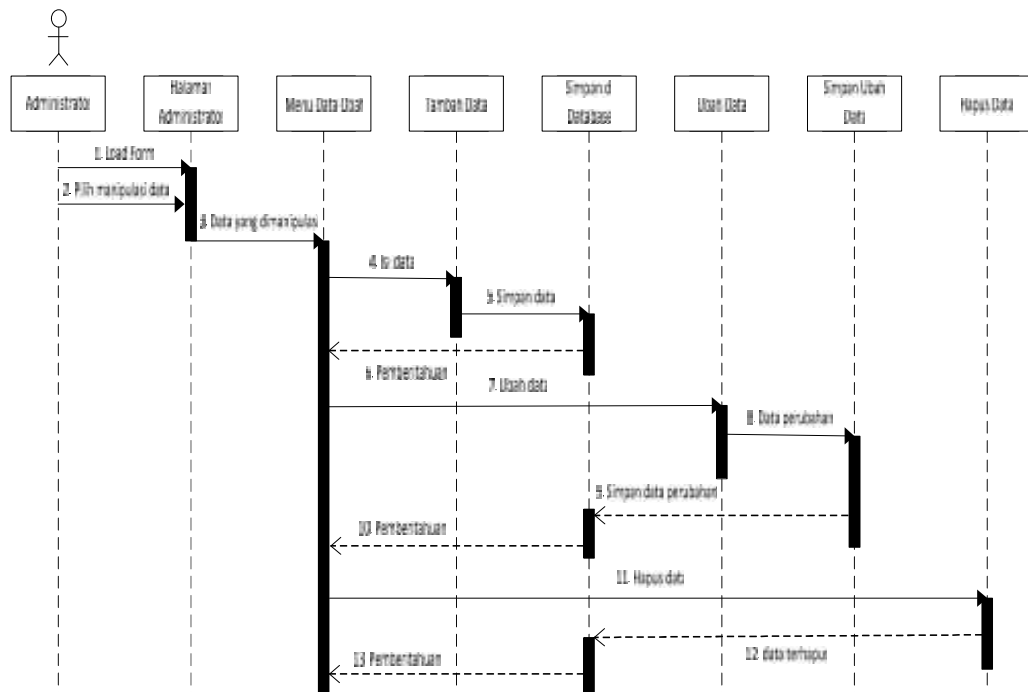 Administrator
Halaman
Administrator
Menu Data Obat
Tambah Data
Simpan di
Database
Ubah Data
Simpan Ubah
Data
Hapus Data
1. Load Form
2. Pilih manipulasi data
3. Data yang dimanipulasi
4. Isi data
5. Simpan data
6. Pemberitahuan
7. Ubah data
8. Data perubahan
9. Simpan data perubahan
10. Pemberitahuan
11. Hapus data
12. data terhapus
13 Pemberitahuan